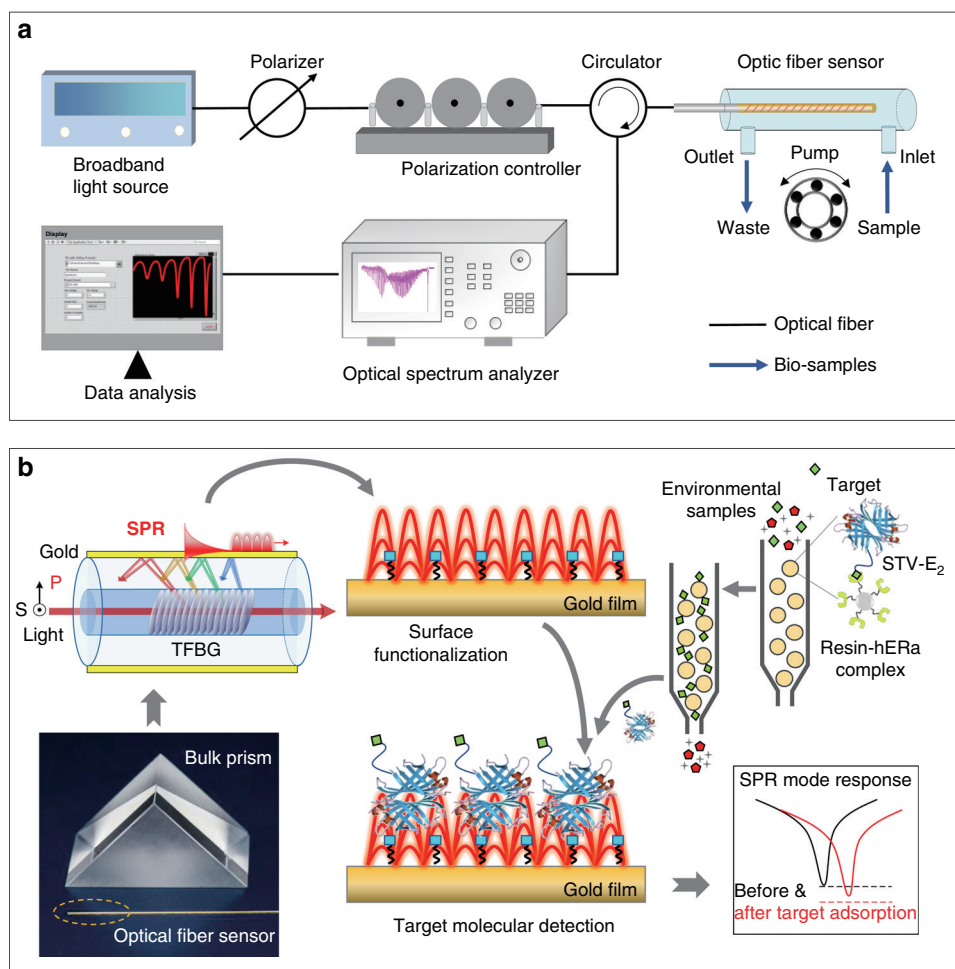 a
Polarizer
Circulator
Optic fiber sensor
Broadband
light source
Polarization controller
Outlet
Pump
Inlet
Waste
Sample
Display
Data analysis
Optical spectrum analyzer
Optical fiber
Bio-samples
b
SPR
Gold
P
S
Light
TFBG
Gold film
Surface
functionalization
Environmental
samples
Target
STV-E₂
Resin-hERa
complex
Bulk prism
Optical fiber sensor
Gold film
Target molecular detection
SPR mode response
Before &
after target adsorption